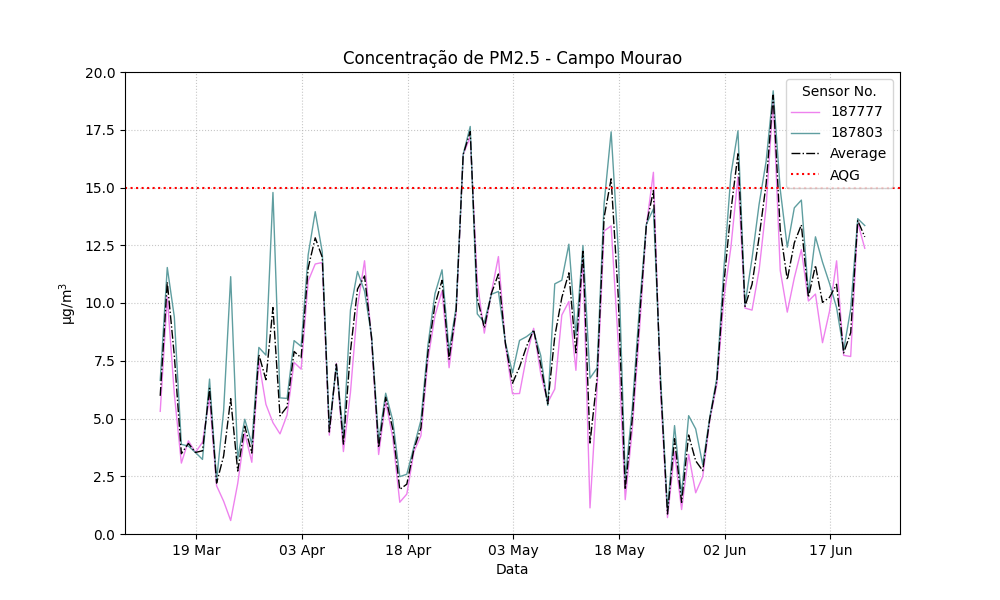 Concentração de PM2.5 - Campo Mourao
20.0
17.5
15.0
12.5
10.0
7.5
5.0
2.5
0.0
µg/m³
Sensor No.
187777
187803
Average
AQG
19 Mar
03 Apr
18 Apr
03 May
18 May
02 Jun
17 Jun
Data